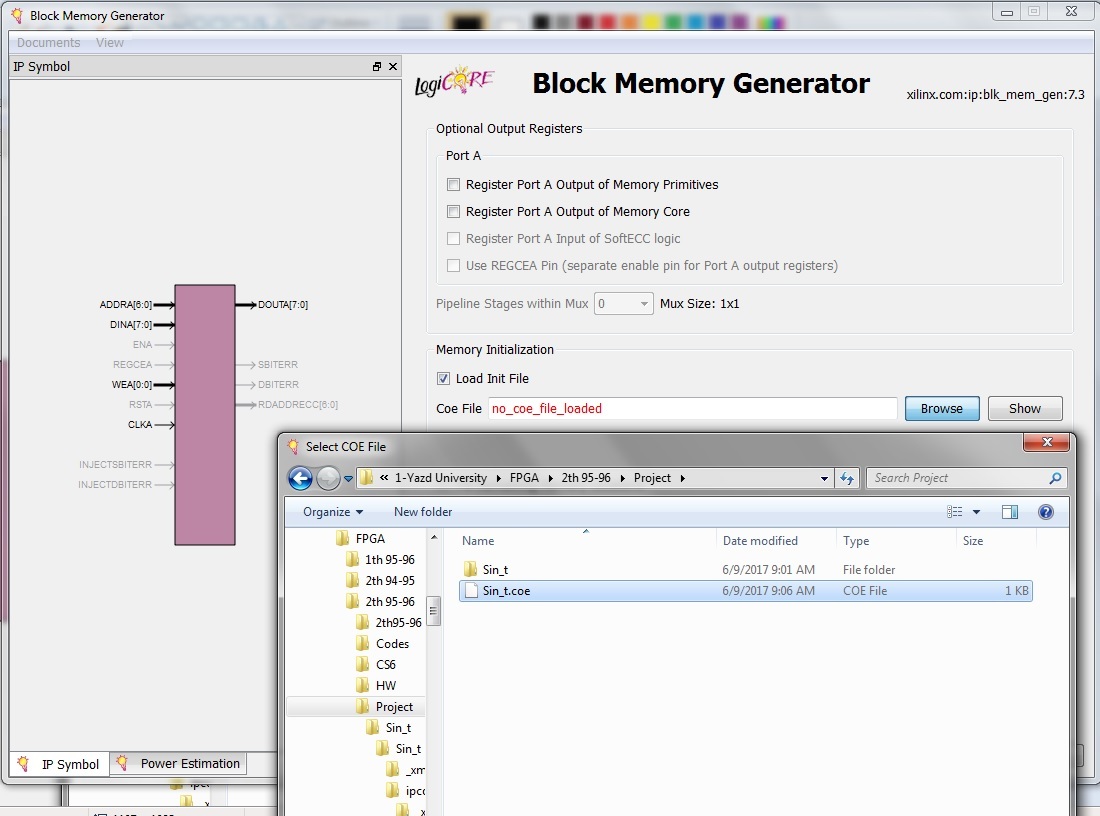 Block Memory Generator
Documents View
IP Symbol
LogiCORE
Block Memory Generator
xilinx.com:ip:blk_mem_gen:7.3
Optional Output Registers
Port A
Register Port A Output of Memory Primitives
Register Port A Output of Memory Core
Register Port A Input of SoftECC logic
Use REGCEA Pin (separate enable pin for Port A output registers)
Pipeline Stages within Mux 0 Mux Size: 1x1
Memory Initialization
Load Init File
Coe File no_coe_file_loaded Browse Show
ADDRA[6:0] DOUTA[7:0]
DINA[7:0]
ENA
REGCEA SBITERR
WEA[0:0] DBITERR
RSTA RDADDRECC[6:0]
CLKA
INJECTSBITERR
INJECTDBITERR
IP Symbol Power Estimation
Select COE File
« 1-Yazd University FPGA 2th 95-96 Project Search Project
Organize New folder
Name Date modified Type Size
Sin_t 6/9/2017 9:01 AM File folder
Sin_t.coe 6/9/2017 9:06 AM COE File 1 KB
FPGA
1th 95-96
2th 94-95
2th 95-96
2th95-96
Codes
CS6
HW
Project
Sin_t
Sin_t
_xm
ipco
x